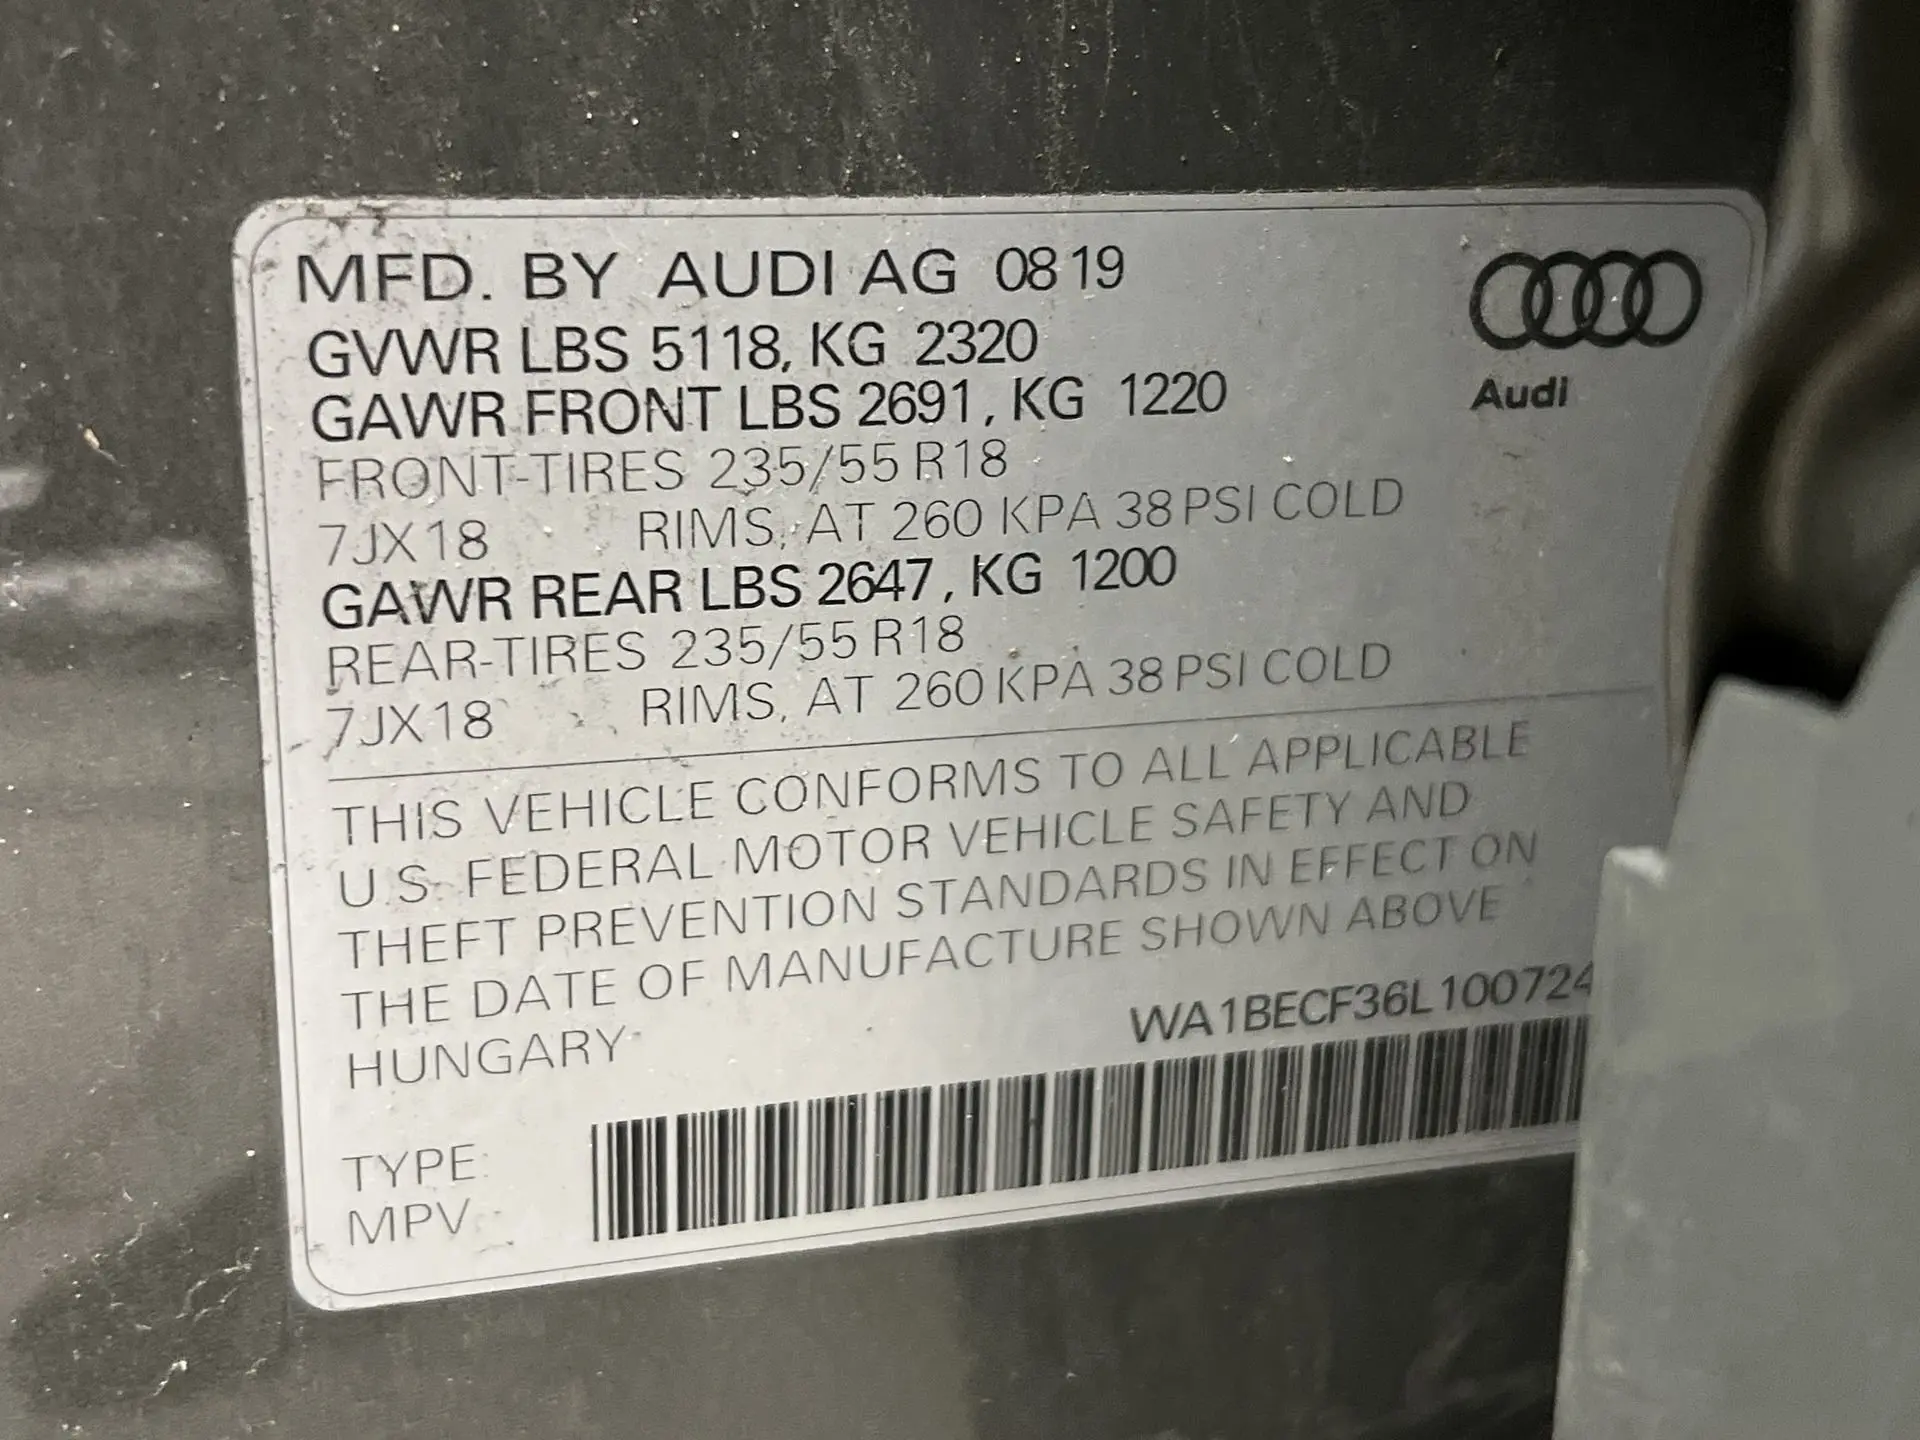 MFD. BY AUDI AG 08 19
GVWR LBS 5118, KG 2320
GAWR FRONT LBS 2691, KG 1220
FRONT-TIRES 235/55 R18
7JX18 RIMS, AT 260 KPA 38 PSI COLD
GAWR REAR LBS 2647, KG 1200
REAR-TIRES 235/55 R18
7JX18 RIMS, AT 260 KPA 38 PSI COLD
Audi
THIS VEHICLE CONFORMS TO ALL APPLICABLE
U.S. FEDERAL MOTOR VEHICLE SAFETY AND
THEFT PREVENTION STANDARDS IN EFFECT ON
THE DATE OF MANUFACTURE SHOWN ABOVE
HUNGARY
WA1BECF36L100724
TYPE:
MPV